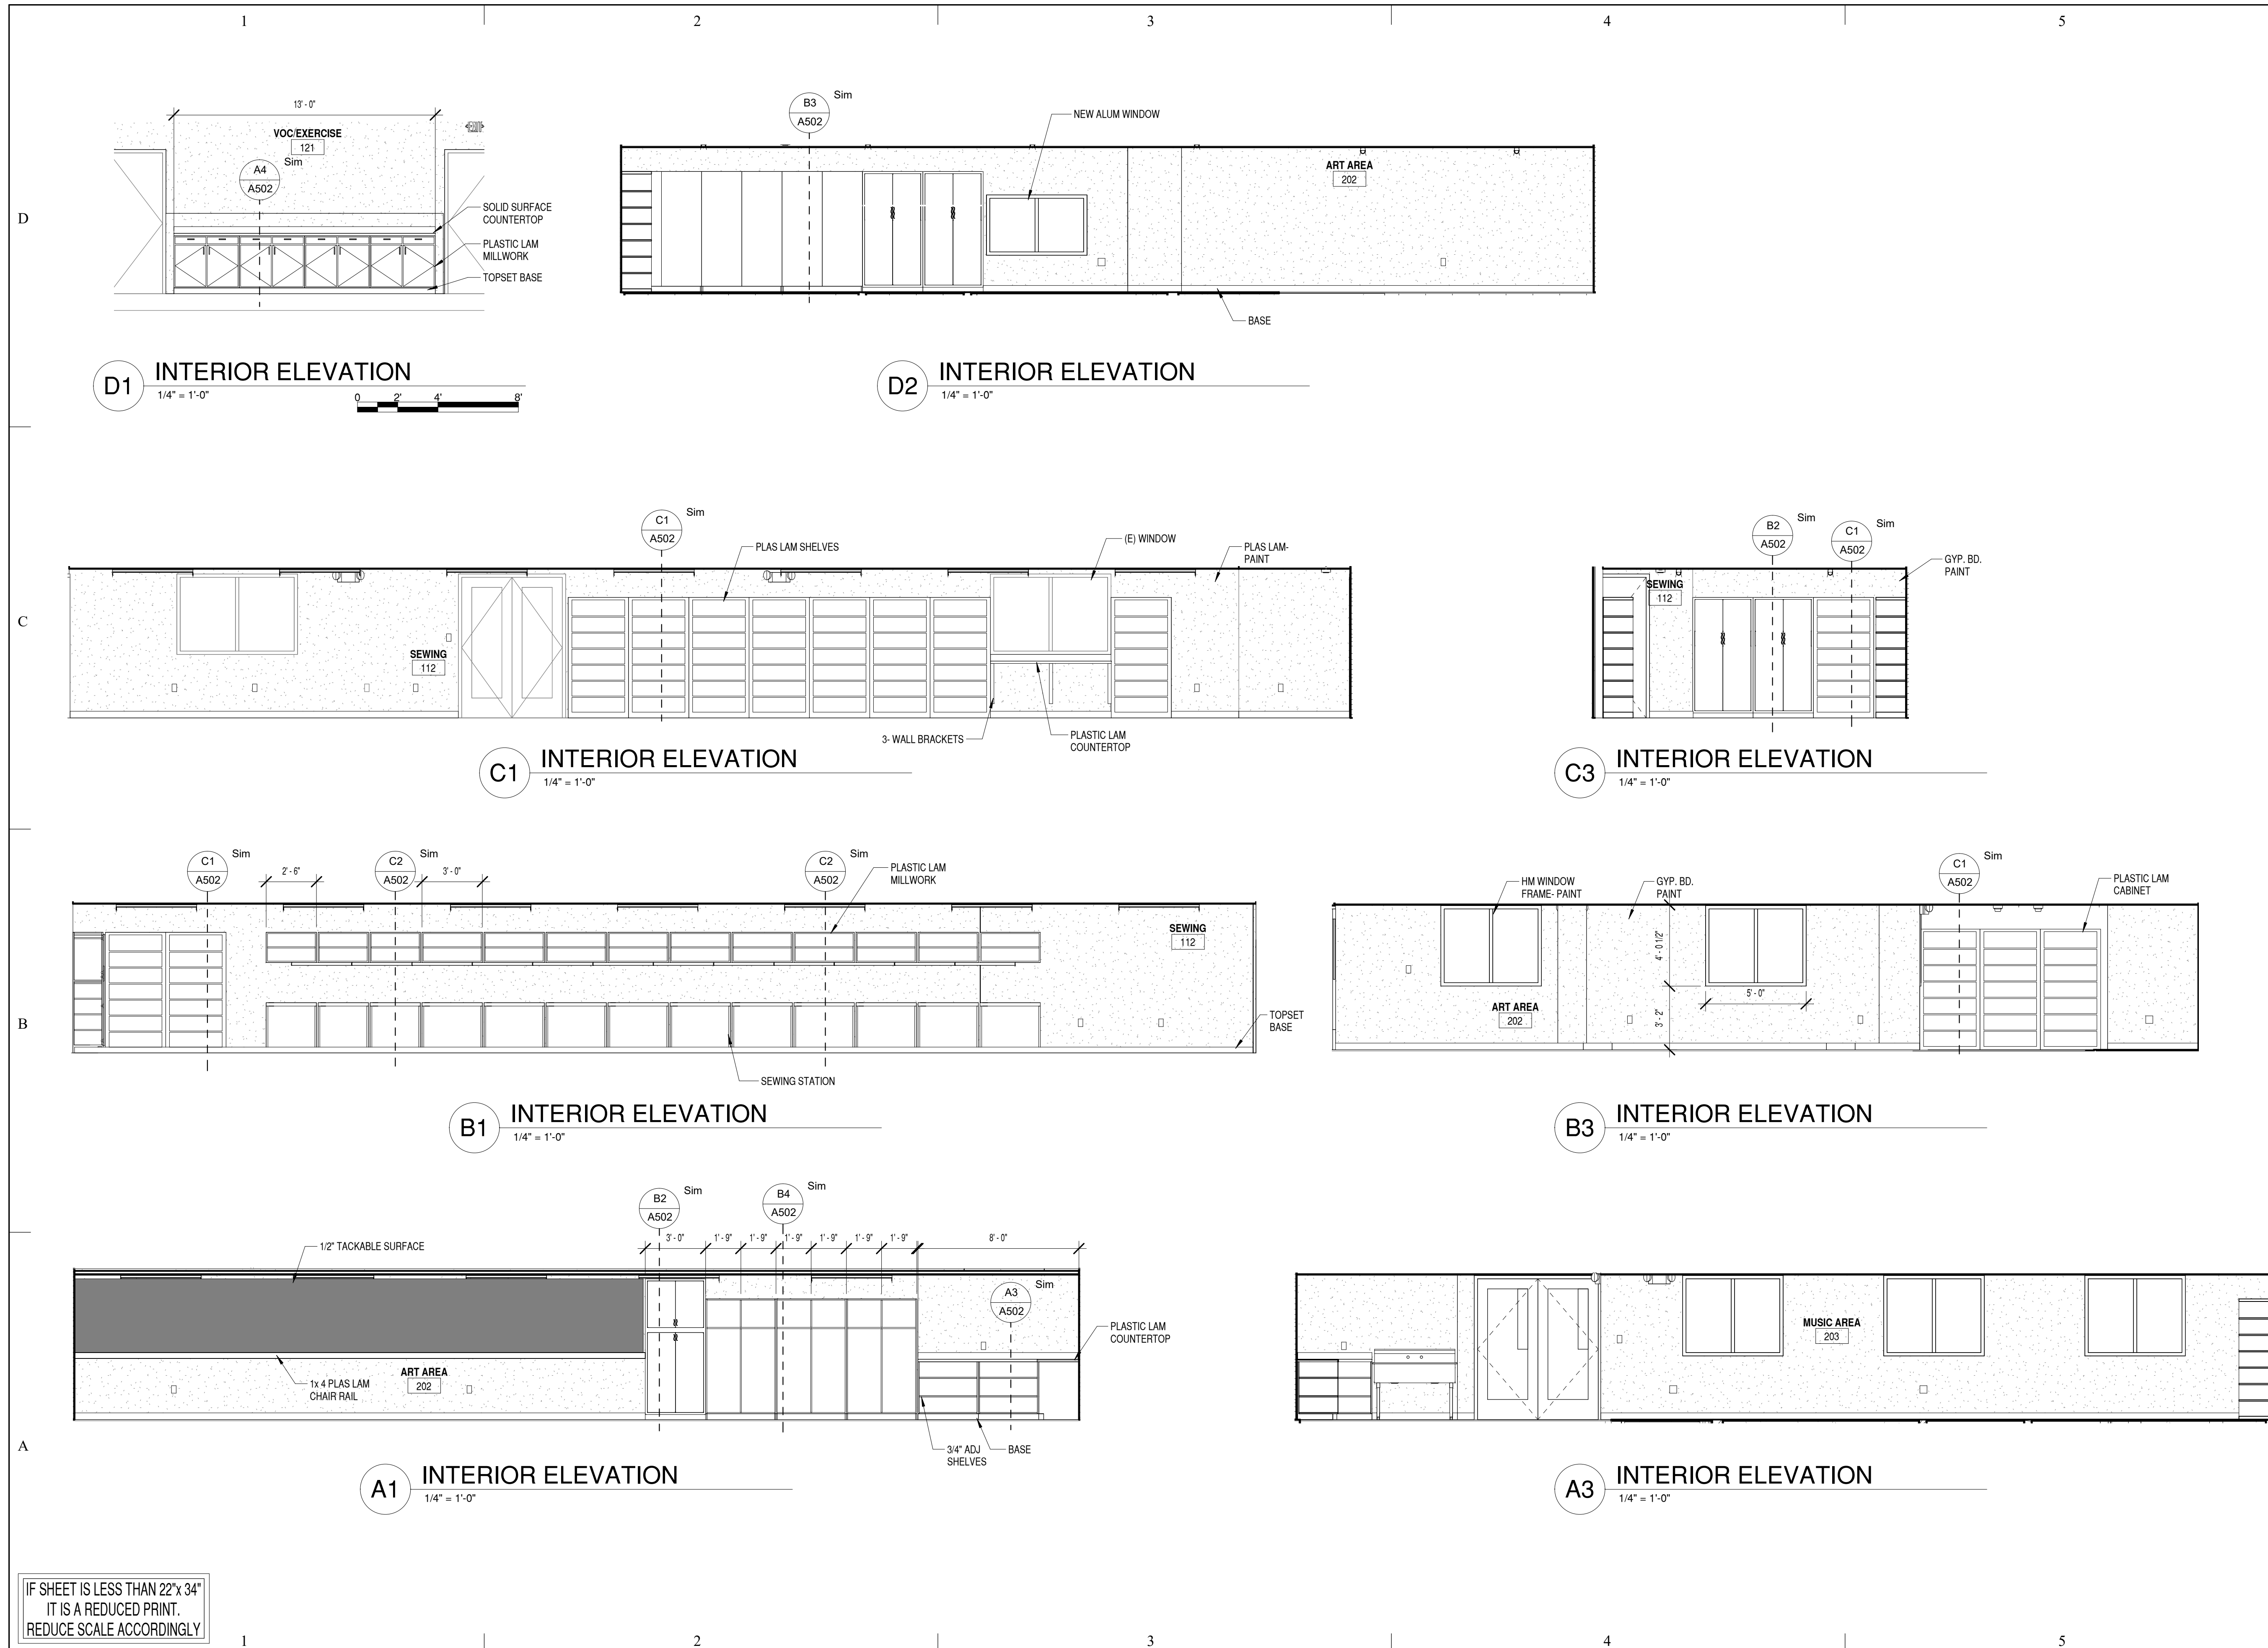 1 2 3 4 5
D
13' - 0"
VOC/EXERCISE
121
Sim
A4
A502
SOLID SURFACE
COUNTERTOP
PLASTIC LAM
MILLWORK
TOPSET BASE
D1 INTERIOR ELEVATION
1/4" = 1'-0"
0 2' 4' 8'
B3
A502
Sim
NEW ALUM WINDOW
ART AREA
202
BASE
D2 INTERIOR ELEVATION
1/4" = 1'-0"
C
C1
A502
Sim
PLAS LAM SHELVES
(E) WINDOW
PLAS LAM-
PAINT
SEWING
112
3- WALL BRACKETS
PLASTIC LAM
COUNTERTOP
C1 INTERIOR ELEVATION
1/4" = 1'-0"
B2
A502
Sim
C1
A502
Sim
GYP. BD.
PAINT
SEWING
112
C3 INTERIOR ELEVATION
1/4" = 1'-0"
B
C1
A502
Sim
2' - 6"
C2
A502
Sim
3' - 0"
C2
A502
Sim
PLASTIC LAM
MILLWORK
SEWING
112
TOPSET
BASE
SEWING STATION
B1 INTERIOR ELEVATION
1/4" = 1'-0"
HM WINDOW
FRAME- PAINT
GYP. BD.
PAINT
C1
A502
Sim
PLASTIC LAM
CABINET
4' - 0 1/2"
5' - 0"
3' - 2"
ART AREA
202
B3 INTERIOR ELEVATION
1/4" = 1'-0"
A
B2
A502
Sim
B4
A502
Sim
1/2" TACKABLE SURFACE
3' - 0" 1' - 9" 1' - 9" 1' - 9" 1' - 9" 1' - 9" 1' - 9" 8' - 0"
A3
A502
Sim
PLASTIC LAM
COUNTERTOP
1x 4 PLAS LAM
CHAIR RAIL
ART AREA
202
3/4" ADJ
SHELVES
BASE
A1 INTERIOR ELEVATION
1/4" = 1'-0"
MUSIC AREA
203
A3 INTERIOR ELEVATION
1/4" = 1'-0"
IF SHEET IS LESS THAN 22"x 34"
IT IS A REDUCED PRINT.
REDUCE SCALE ACCORDINGLY
1 2 3 4 5